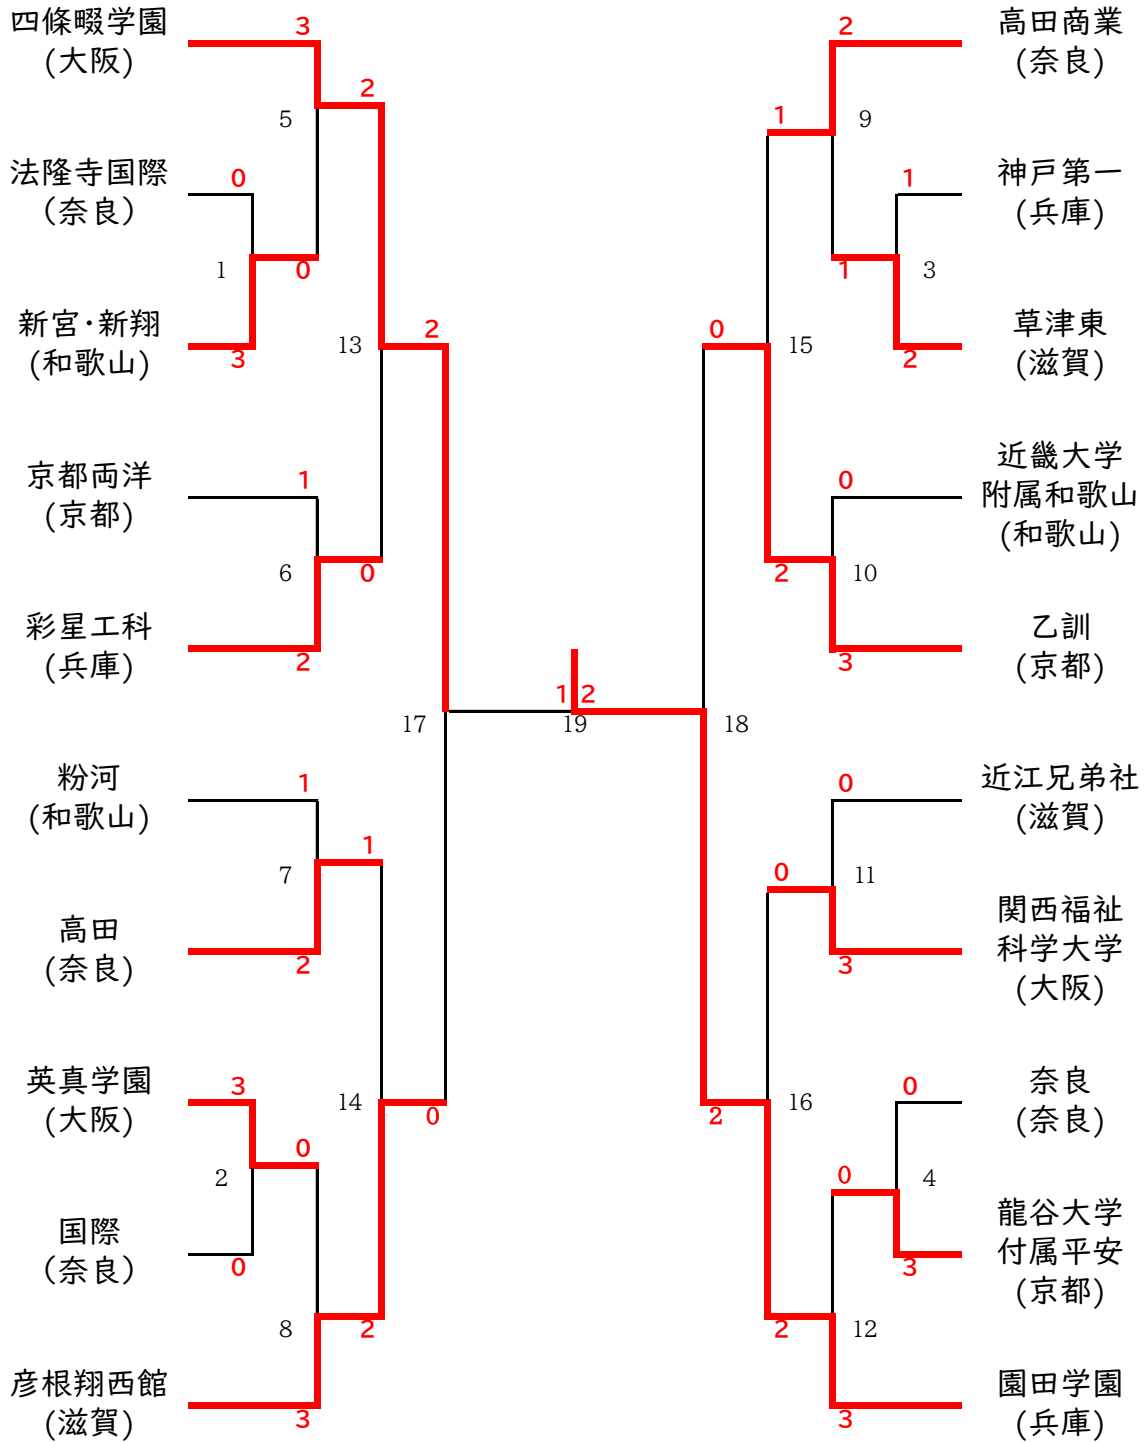 四條畷学園
(大阪)
3
5
2
法隆寺国際
(奈良)
0
1
0
新宮・新翔
(和歌山)
3
13
2
京都両洋
(京都)
1
6
0
彩星工科
(兵庫)
2
17
粉河
(和歌山)
1
7
1
高田
(奈良)
2
英真学園
(大阪)
3
14
0
2
0
国際
(奈良)
0
8
2
彦根翔西館
(滋賀)
3
1 2
19
高田商業
(奈良)
2
1
9
神戸第一
(兵庫)
1
1
3
草津東
(滋賀)
2
0
15
近畿大学
附属和歌山
(和歌山)
0
2
10
乙訓
(京都)
3
18
近江兄弟社
(滋賀)
0
0
11
関西福祉
科学大学
(大阪)
3
奈良
(奈良)
0
2
16
0
4
龍谷大学
付属平安
(京都)
3
2
12
園田学園
(兵庫)
3